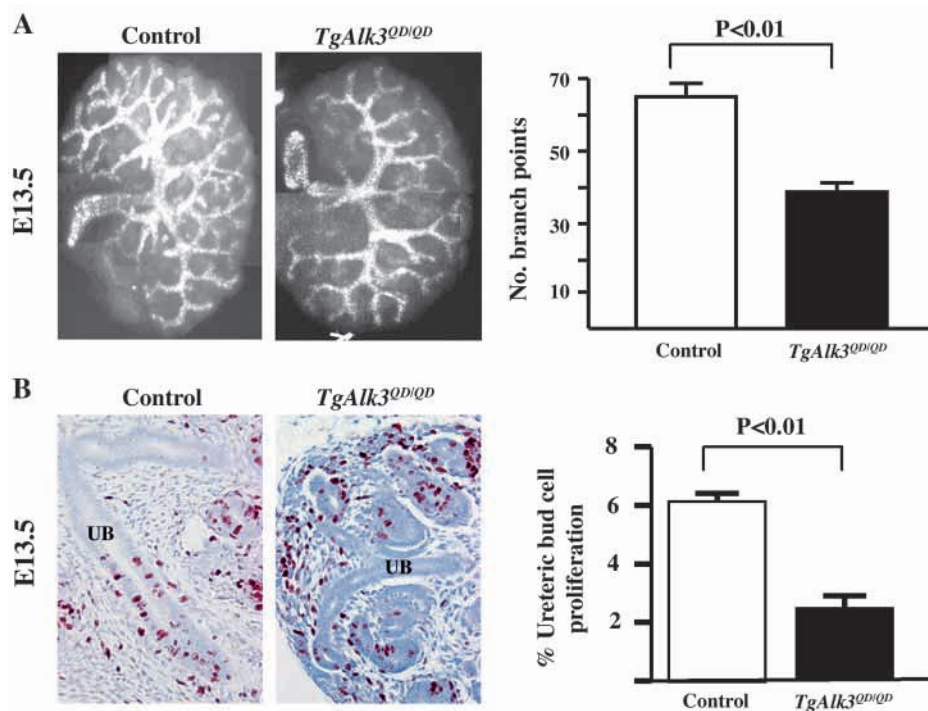 A
Control
TgAlk3QD/QD
E13.5
P<0.01
No. branch points
70
50
30
10
Control
TgAlk3QD/QD
B
Control
TgAlk3QD/QD
E13.5
UB
UB
P<0.01
% Ureteric bud cell
proliferation
8
6
4
2
Control
TgAlk3QD/QD